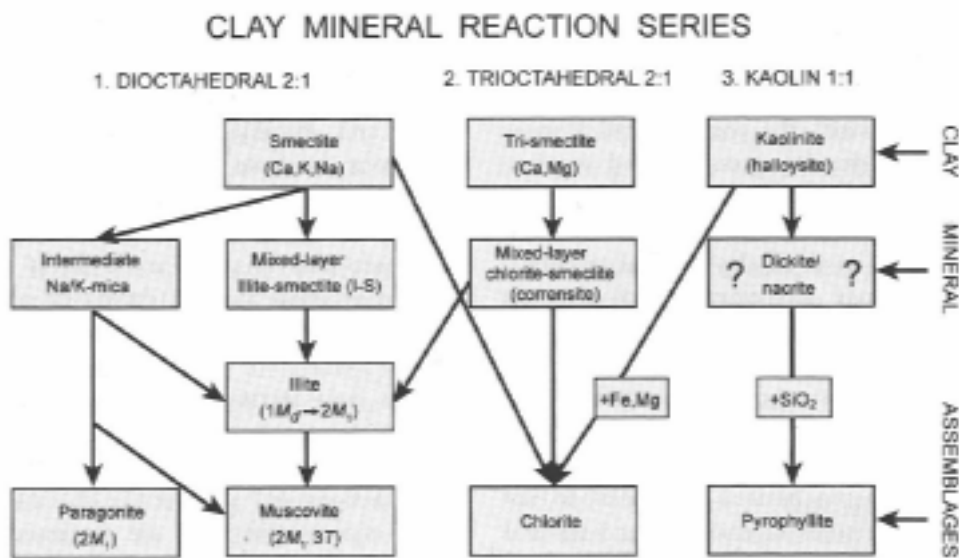 CLAY MINERAL REACTION SERIES
1. DIOCTAHEDRAL 2:1
2. TRIOCTAHEDRAL 2:1
3. KAOLIN 1:1
Smectite
(Ca,K,Na)
Tri-smectite
(Ca,Mg)
Kaolinite
(halloysite)
CLAY
Intermediate
Na/K-mica
Mixed-layer
Illite-smectite (I-S)
Mixed-layer
chlorite-smectite
(corrensite)
? Dickite/ ?
nacrite
MINERAL
Illite
(1Md→2M₁)
+Fe,Mg
+SiO₂
ASSEMBLAGES
Paragonite
(2M₁)
Muscovite
(2M₁, 3T)
Chlorite
Pyrophyllite